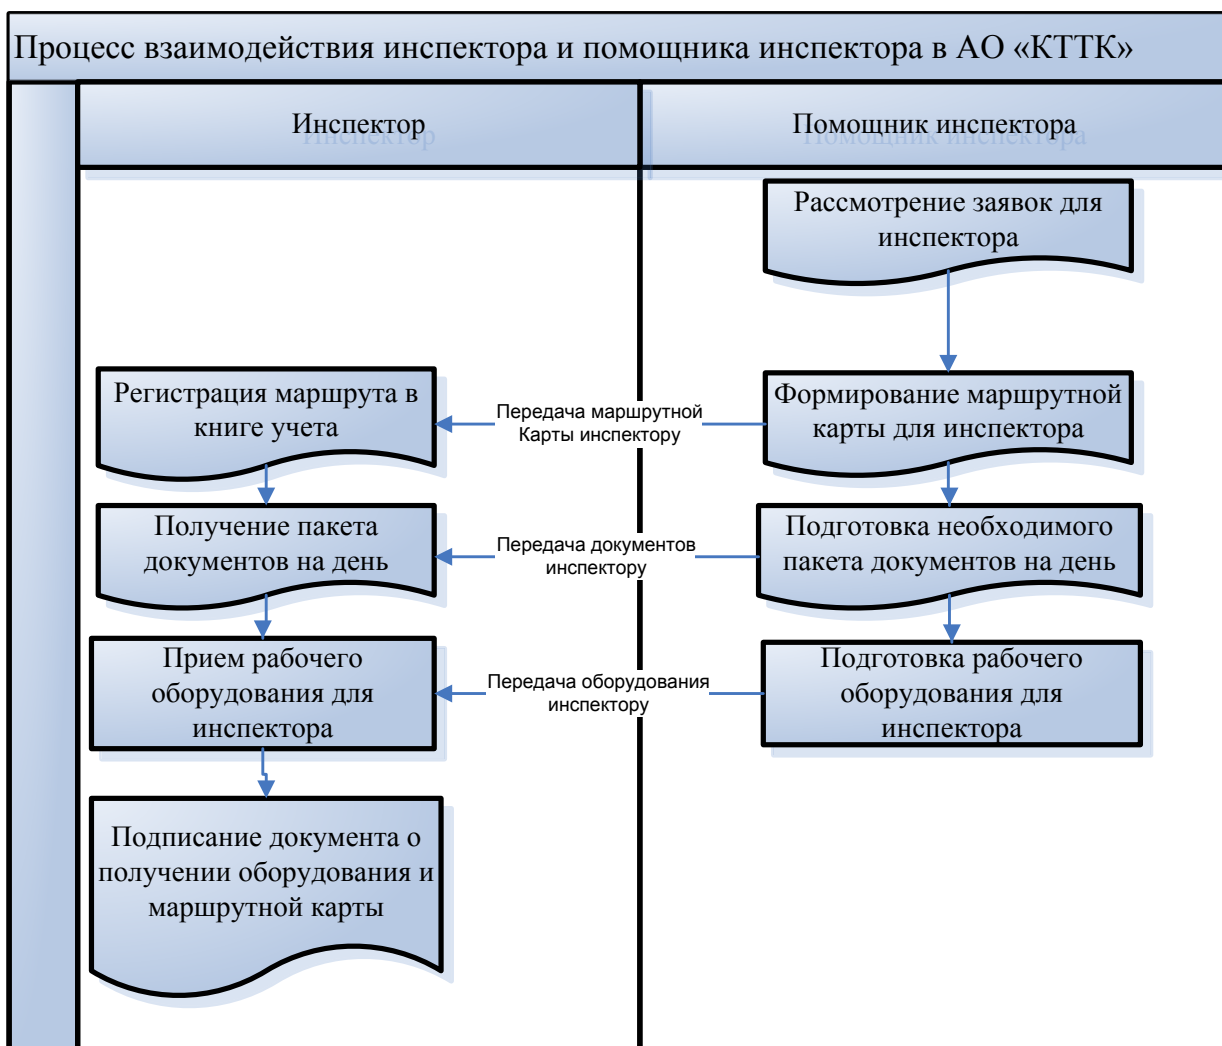 Процесс взаимодействия инспектора и помощника инспектора в АО «КТТК»
Инспектор
Помощник инспектора
Рассмотрение заявок для
инспектора
Регистрация маршрута в
книге учета
Передача маршрутной
Карты инспектору
Формирование маршрутной
карты для инспектора
Получение пакета
документов на день
Передача документов
инспектору
Подготовка необходимого
пакета документов на день
Прием рабочего
оборудования для
инспектора
Передача оборудования
инспектору
Подготовка рабочего
оборудования для
инспектора
Подписание документа о
получении оборудования и
маршрутной карты